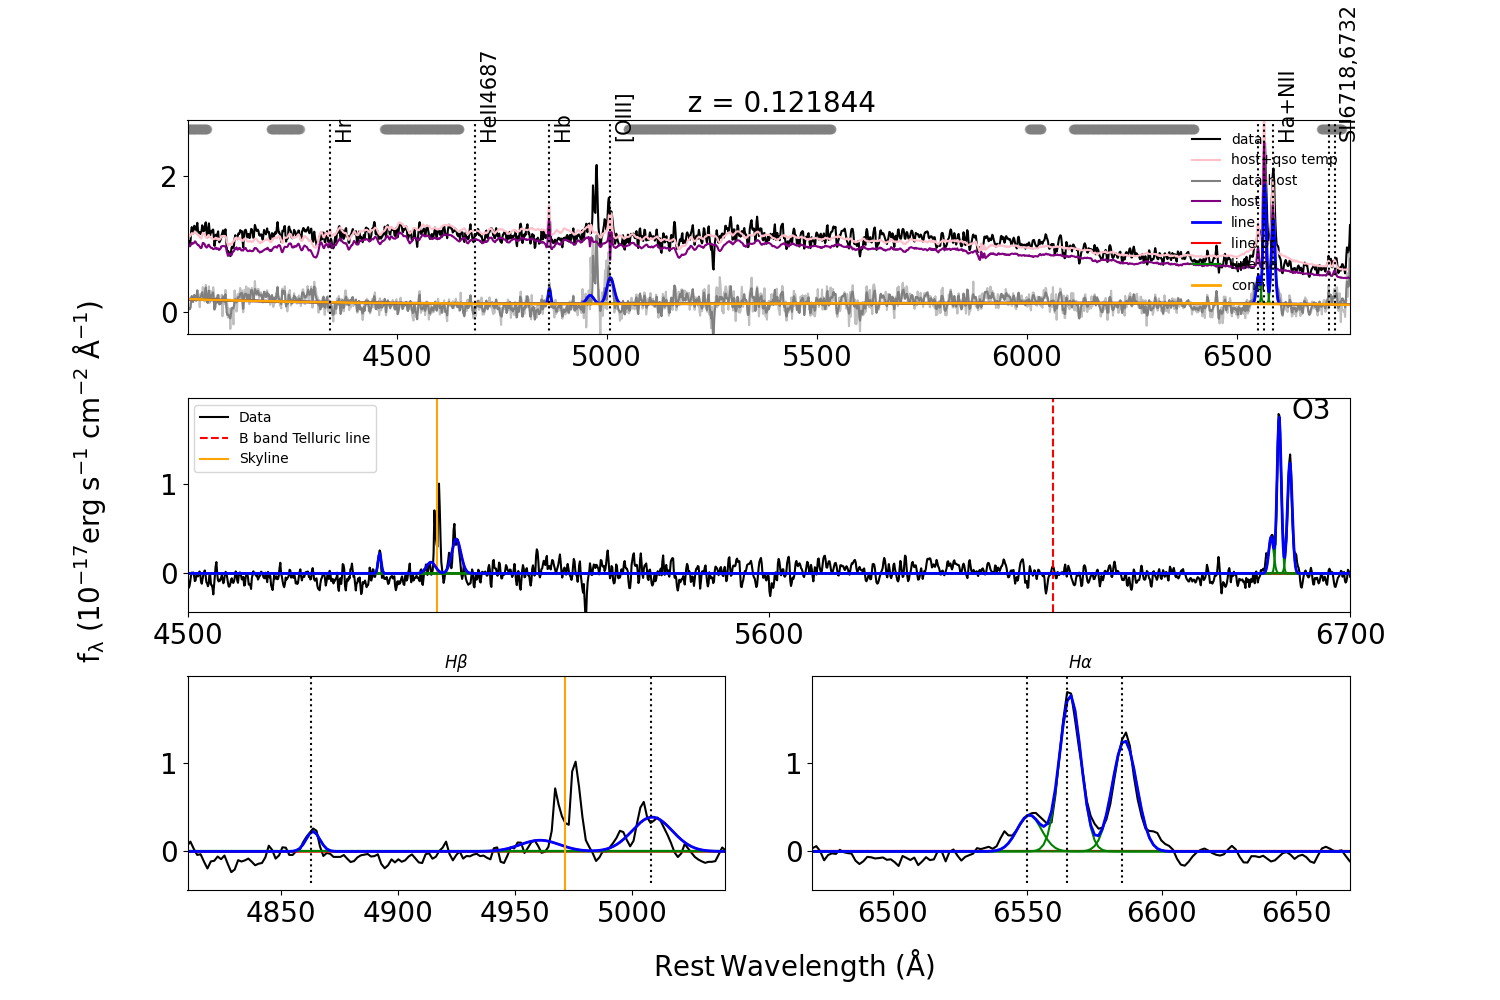 z = 0.121844
Hr
HeII4687
Hb
[OIII]
Ha+NII
SII6718,6732
data
host+qso temp
data-host
host
line
line
cont
2
0
4500
5000
5500
6000
6500
fλ (10⁻¹⁷erg s⁻¹ cm⁻² Å⁻¹)
Data
B band Telluric line
Skyline
O3
1
0
4500
5600
6700
Hβ
1
0
4850
4900
4950
5000
Hα
1
0
6500
6550
6600
6650
Rest Wavelength (Å)